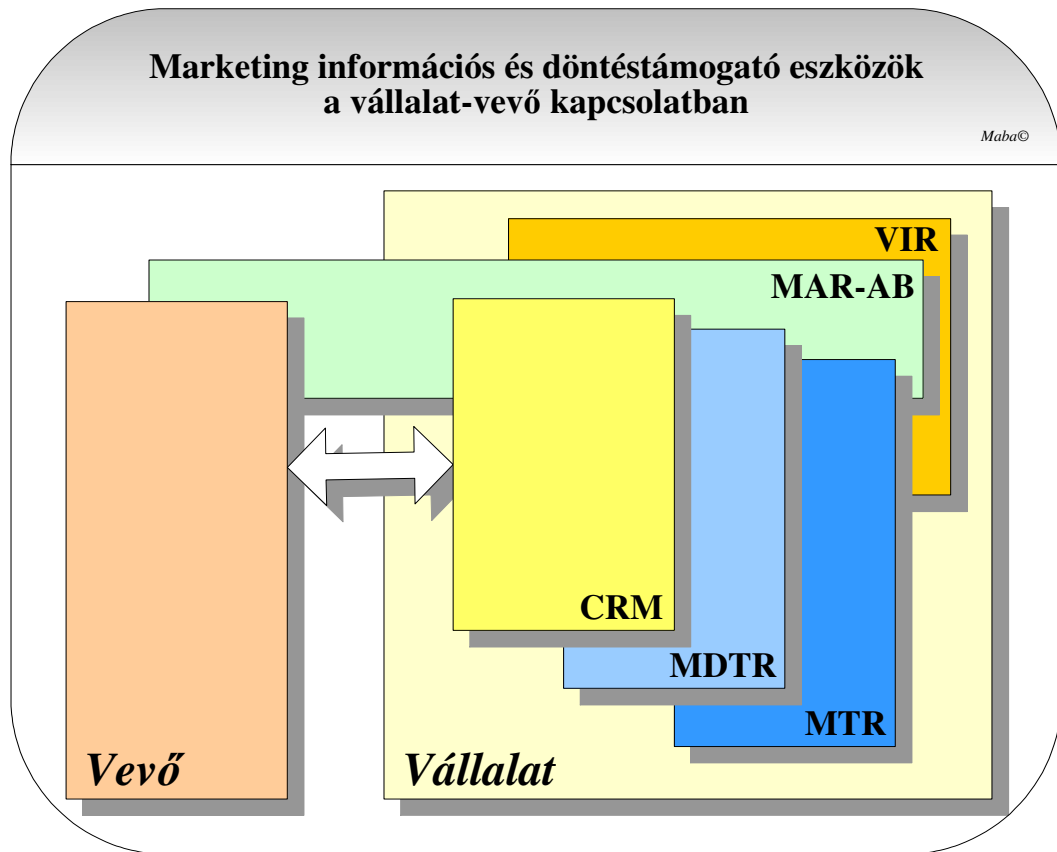 Marketing információs és döntéstámogató eszközök
a vállalat-vevő kapcsolatban
Maba©
VIR
MAR-AB
CRM
MDTR
MTR
Vevő
Vállalat